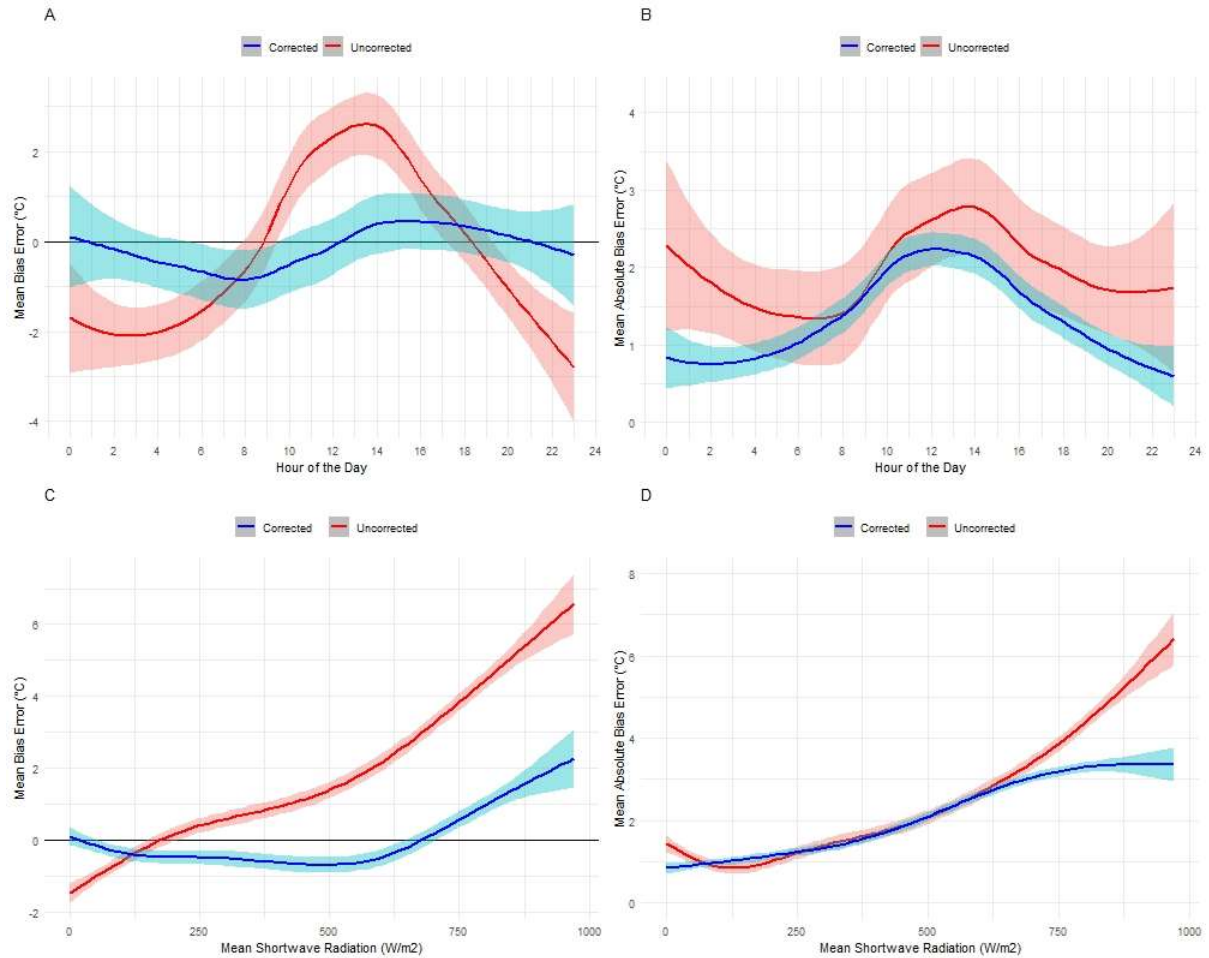 A
Corrected Uncorrected
Mean Bias Error (°C)
2
0
-2
-4
0 2 4 6 8 10 12 14 16 18 20 22 24
Hour of the Day
B
Corrected Uncorrected
Mean Absolute Bias Error (°C)
4
3
2
1
0
0 2 4 6 8 10 12 14 16 18 20 22 24
Hour of the Day
C
Corrected Uncorrected
Mean Bias Error (°C)
6
4
2
0
-2
0 250 500 750 1000
Mean Shortwave Radiation (W/m2)
D
Corrected Uncorrected
Mean Absolute Bias Error (°C)
8
6
4
2
0
0 250 500 750 1000
Mean Shortwave Radiation (W/m2)